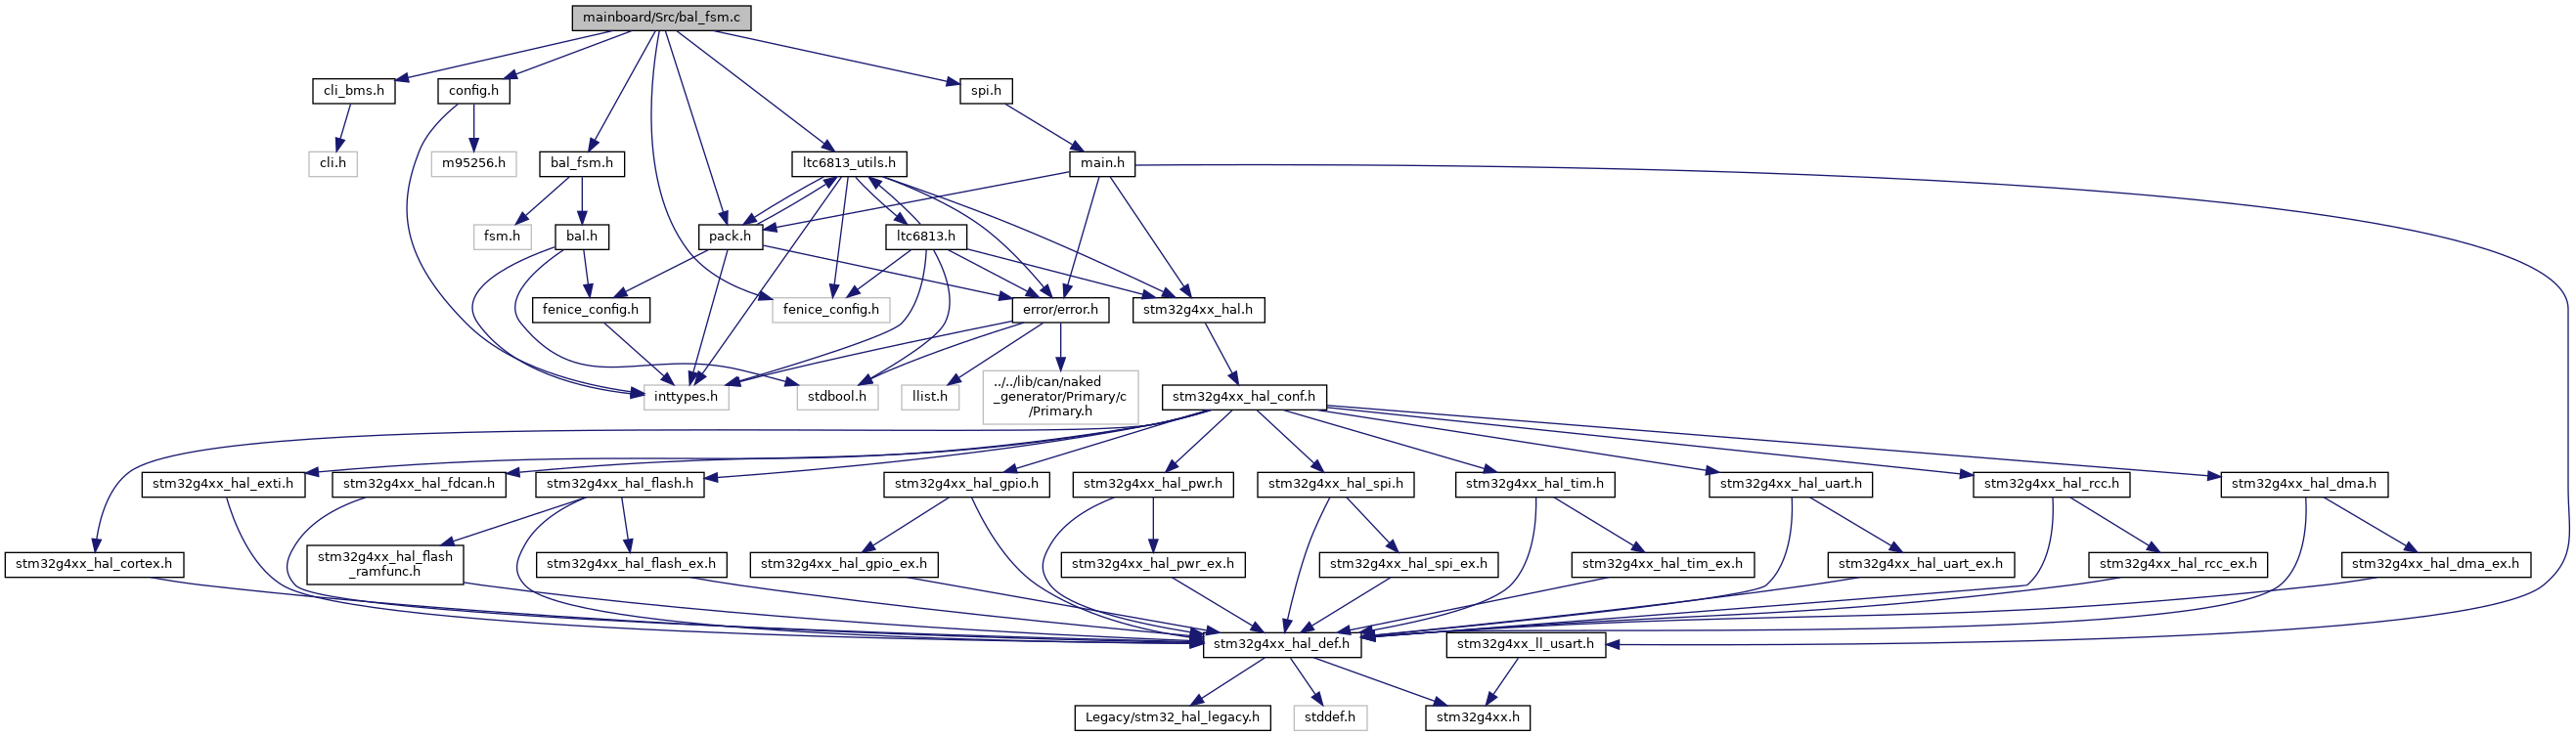 mainboard/Src/bal_fsm.c
cli_bms.h
config.h
spi.h
cli.h
m95256.h
bal_fsm.h
ltc6813_utils.h
main.h
fsm.h
bal.h
pack.h
ltc6813.h
fenice_config.h
fenice_config.h
error/error.h
stm32g4xx_hal.h
inttypes.h
stdbool.h
llist.h
../../lib/can/naked
_generator/Primary/c
/Primary.h
stm32g4xx_hal_conf.h
stm32g4xx_hal_exti.h
stm32g4xx_hal_fdcan.h
stm32g4xx_hal_flash.h
stm32g4xx_hal_gpio.h
stm32g4xx_hal_pwr.h
stm32g4xx_hal_spi.h
stm32g4xx_hal_tim.h
stm32g4xx_hal_uart.h
stm32g4xx_hal_rcc.h
stm32g4xx_hal_dma.h
stm32g4xx_hal_cortex.h
stm32g4xx_hal_flash
_ramfunc.h
stm32g4xx_hal_flash_ex.h
stm32g4xx_hal_gpio_ex.h
stm32g4xx_hal_pwr_ex.h
stm32g4xx_hal_spi_ex.h
stm32g4xx_hal_tim_ex.h
stm32g4xx_hal_uart_ex.h
stm32g4xx_hal_rcc_ex.h
stm32g4xx_hal_dma_ex.h
stm32g4xx_hal_def.h
stm32g4xx_ll_usart.h
Legacy/stm32_hal_legacy.h
stddef.h
stm32g4xx.h